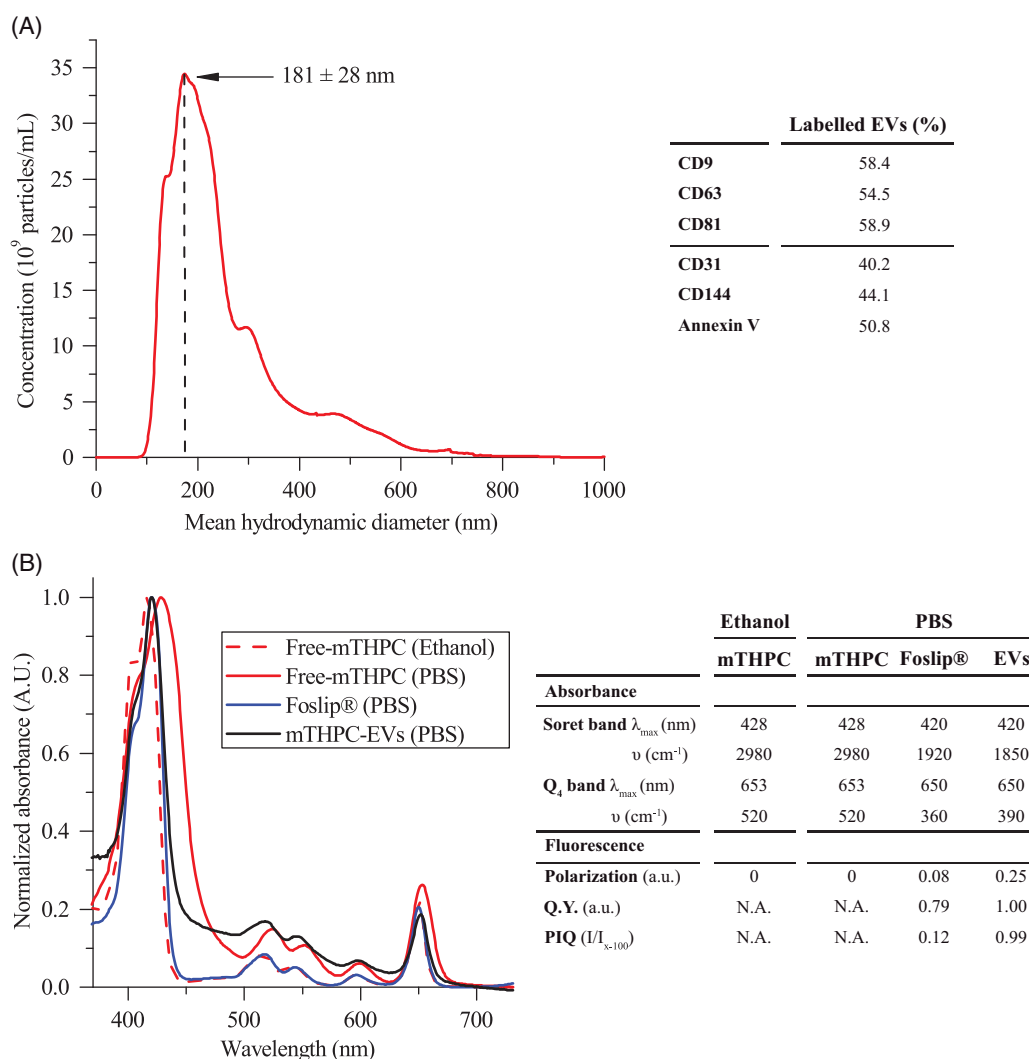 (A)
35
30
25
20
15
10
5
0
Concentration (10⁹ particles/mL)
181 ± 28 nm
0 200 400 600 800 1000
Mean hydrodynamic diameter (nm)
Labelled EVs (%)
CD9 58.4
CD63 54.5
CD81 58.9
CD31 40.2
CD144 44.1
Annexin V 50.8
(B)
1.0
0.8
0.6
0.4
0.2
0.0
Normalized absorbance (A.U.)
Free-mTHPC (Ethanol)
Free-mTHPC (PBS)
Foslip® (PBS)
mTHPC-EVs (PBS)
400 500 600 700
Wavelength (nm)
Ethanol PBS
mTHPC mTHPC Foslip® EVs
Absorbance
Soret band λmax (nm) 428 428 420 420
υ (cm⁻¹) 2980 2980 1920 1850
Q₄ band λmax (nm) 653 653 650 650
υ (cm⁻¹) 520 520 360 390
Fluorescence
Polarization (a.u.) 0 0 0.08 0.25
Q.Y. (a.u.) N.A. N.A. 0.79 1.00
PIQ (I/Ix-100) N.A. N.A. 0.12 0.99